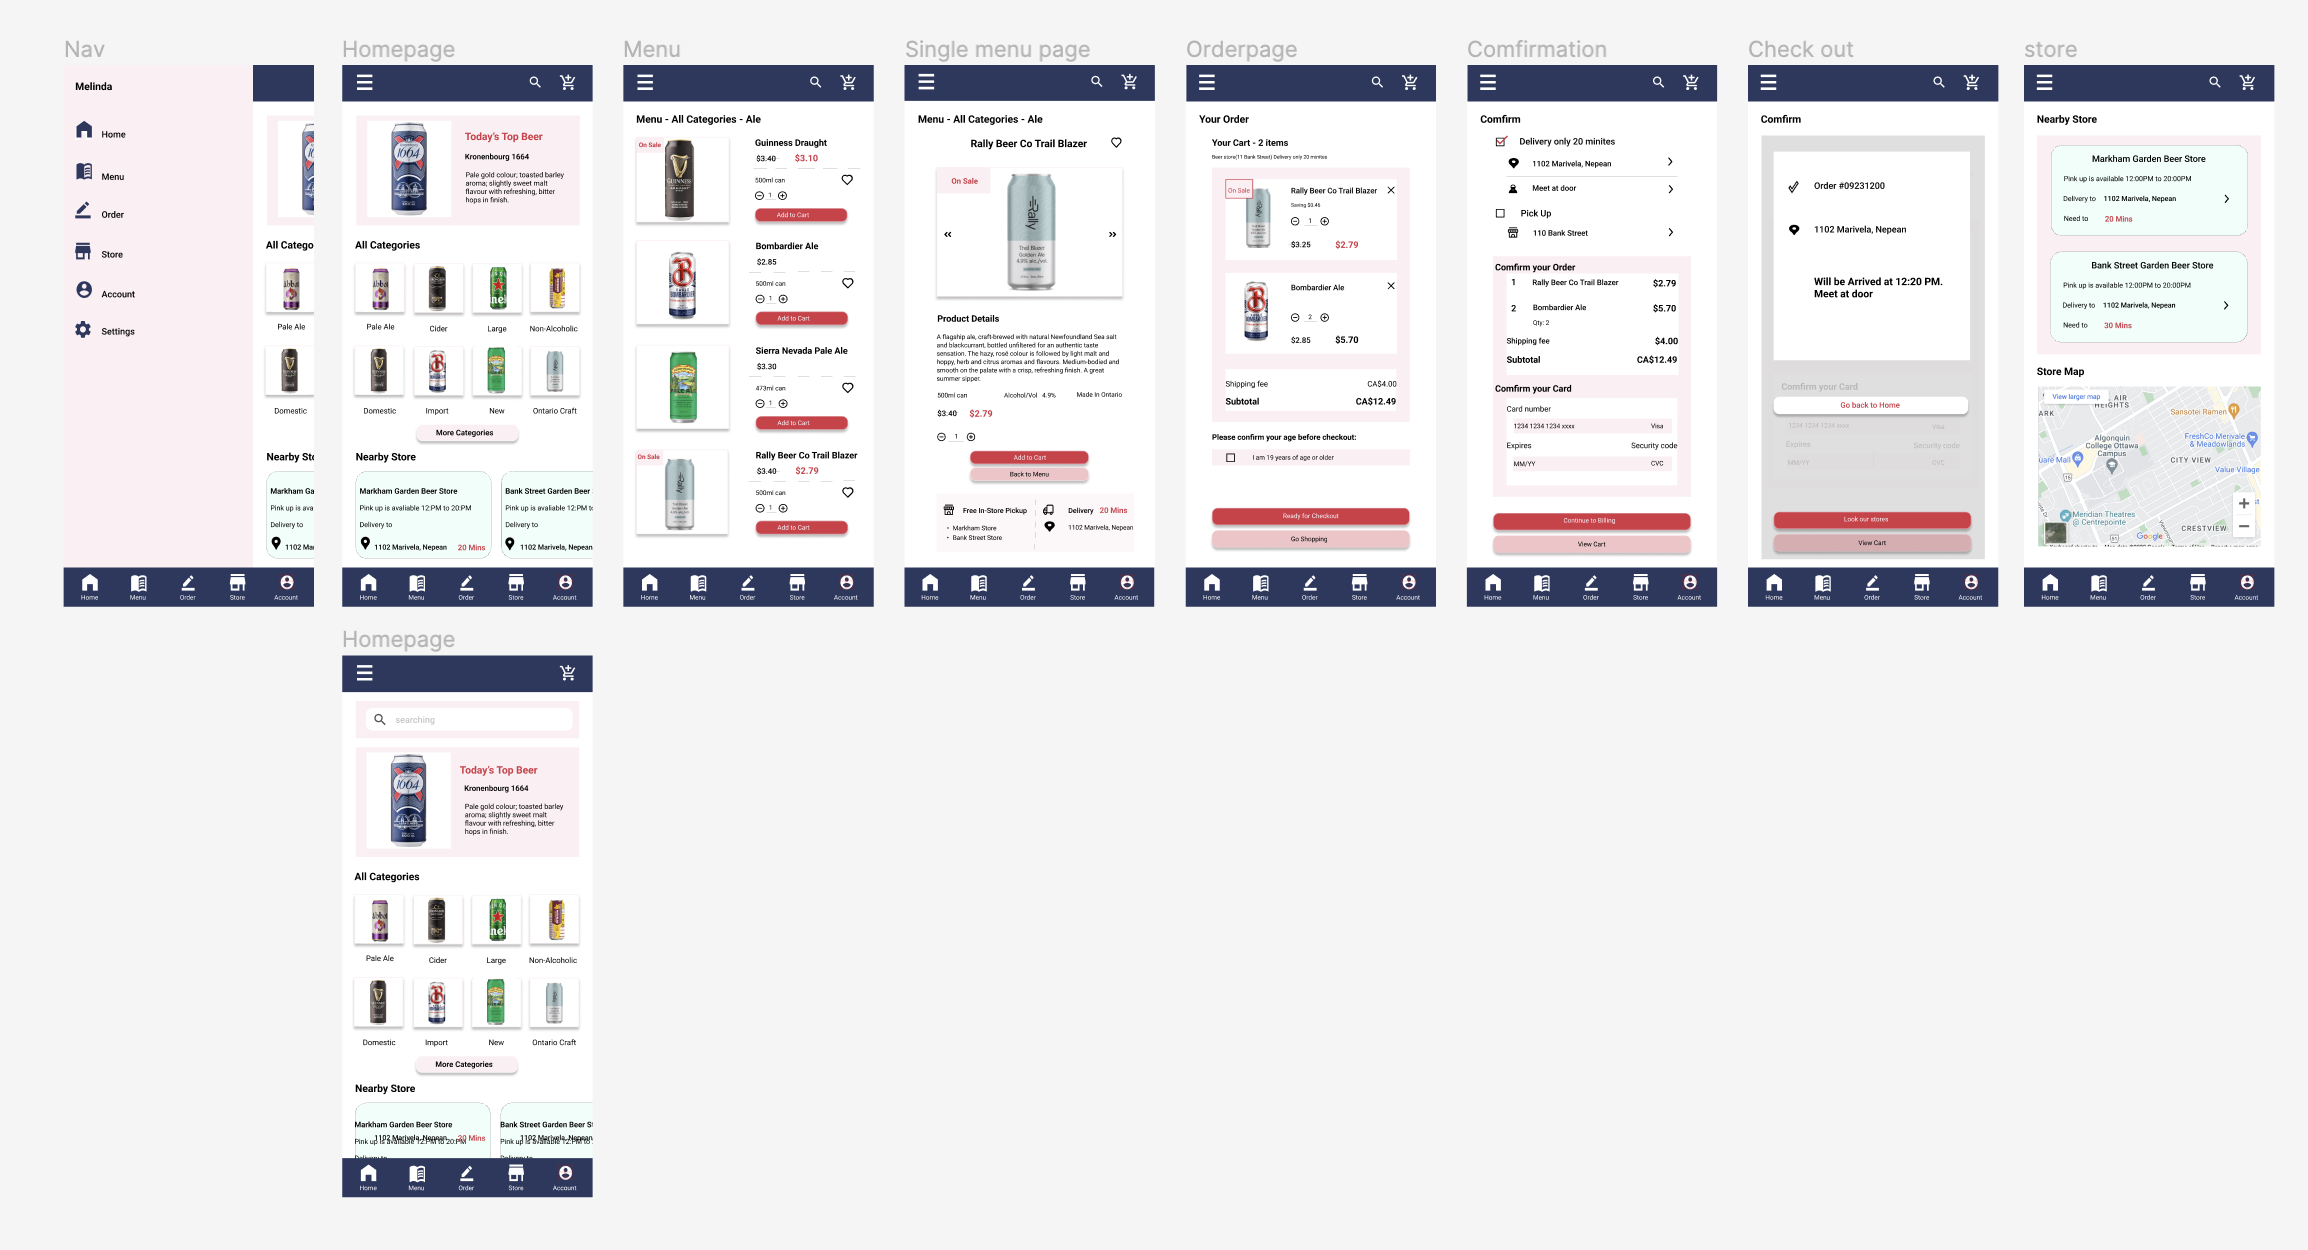 Nav
Melinda
Home
Menu
Order
Store
Account
Settings
All Catego
Pale Ale
Domestic
Nearby Sto
Markham Ga
Pink up is ava
Delivery to
1102 Mar
Home Menu Order Store Account
Homepage
1664
Today's Top Beer
Kronenbourg 1664
Pale gold colour; toasted barley
aroma; slightly sweet malt
flavour with refreshing, bitter
hops in finish.
All Categories
Pale Ale Cider Large Non-Alcoholic
Domestic Import New Ontario Craft
More Categories
Nearby Store
Markham Garden Beer Store
Pink up is available 12:PM to 20:PM
Delivery to
1102 Marivela, Nepean 20 Mins
Bank Street Garden Beer
Pink up is available 12:PM to
Delivery to
1102 Marivela, Nepean
Home Menu Order Store Account
Menu
Menu - All Categories - Ale
On Sale
GUINNESS
Guinness Draught
$3.40 $3.10
500ml can
1
Add to Cart
BOMBARDIER
Bombardier Ale
$2.85
500ml can
1
Add to Cart
Sierra Nevada Pale Ale
$3.30
473ml can
1
Add to Cart
On Sale
Rally
Rally Beer Co Trail Blazer
$3.40 $2.79
500ml can
1
Add to Cart
Home Menu Order Store Account
Single menu page
Menu - All Categories - Ale
Rally Beer Co Trail Blazer
On Sale
Rally
Trail Blazer
Golden Ale
4.9% alc./vol.
« »
Product Details
A flagship ale, craft-brewed with natural Newfoundland Sea salt
and blackcurrant, bottled unfiltered for an authentic taste
sensation. The hazy, rosé colour is followed by light malt and
hoppy, herb and citrus aromas and flavours. Medium-bodied and
smooth on the palate with a crisp, refreshing finish. A great
summer sipper.
500ml can Alcohol/Vol 4.9% Made In Ontario
$3.40 $2.79
1
Add to Cart
Back to Menu
Free In-Store Pickup
• Markham Store
• Bank Street Store
Delivery 20 Mins
1102 Marivela, Nepean
Home Menu Order Store Account
Orderpage
Your Order
Your Cart - 2 items
Beer store(11 Bank Street) Delivery only 20 mintes
On Sale
Rally
Rally Beer Co Trail Blazer
Saving $0.46
1
$3.25 $2.79
BOMBARDIER
Bombardier Ale
2
$2.85 $5.70
Shipping fee CA$4.00
Subtotal CA$12.49
Please confirm your age before checkout:
I am 19 years of age or older
Ready for Checkout
Go Shopping
Home Menu Order Store Account
Comfirmation
Comfirm
Delivery only 20 minites
1102 Marivela, Nepean
Meet at door
Pick Up
110 Bank Street
Comfirm your Order
1 Rally Beer Co Trail Blazer $2.79
2 Bombardier Ale $5.70
Qty: 2
Shipping fee $4.00
Subtotal CA$12.49
Comfirm your Card
Card number
1234 1234 1234 xxxx Visa
Expires Security code
MM/YY CVC
Continue to Billing
View Cart
Home Menu Order Store Account
Check out
Comfirm
Order #09231200
1102 Marivela, Nepean
Will be Arrived at 12:20 PM.
Meet at door
Comfirm your Card
Go back to Home
1234 1234 1234 xxxx Visa
Expires Security code
MM/YY CVC
Look our stores
View Cart
Home Menu Order Store Account
store
Nearby Store
Markham Garden Beer Store
Pink up is available 12:00PM to 20:00PM
Delivery to 1102 Marivela, Nepean
Need to 20 Mins
Bank Street Garden Beer Store
Pink up is available 12:00PM to 20:00PM
Delivery to 1102 Marivela, Nepean
Need to 30 Mins
Store Map
View larger map
ARK
AIR
HEIGHTS
Sansotei Ramen
Algonquin
College Ottawa
Campus
FreshCo Merivale
& Meadowlands
uare Mall
CITY VIEW
Value Village
Meridian Theatres
@ Centrepointe
CRESTVIEW
Google
+
−
Home Menu Order Store Account
Homepage
searching
1664
Today's Top Beer
Kronenbourg 1664
Pale gold colour; toasted barley
aroma; slightly sweet malt
flavour with refreshing, bitter
hops in finish.
All Categories
Pale Ale Cider Large Non-Alcoholic
Domestic Import New Ontario Craft
More Categories
Nearby Store
Markham Garden Beer Store
1102 Marivela, Nepean 20 Mins
Pink up is available 12:PM to 20:PM
Delivery to
Bank Street Garden Beer St
1102 Marivela, Nepean
Pink up is available 12:PM to
Delivery to
Home Menu Order Store Account